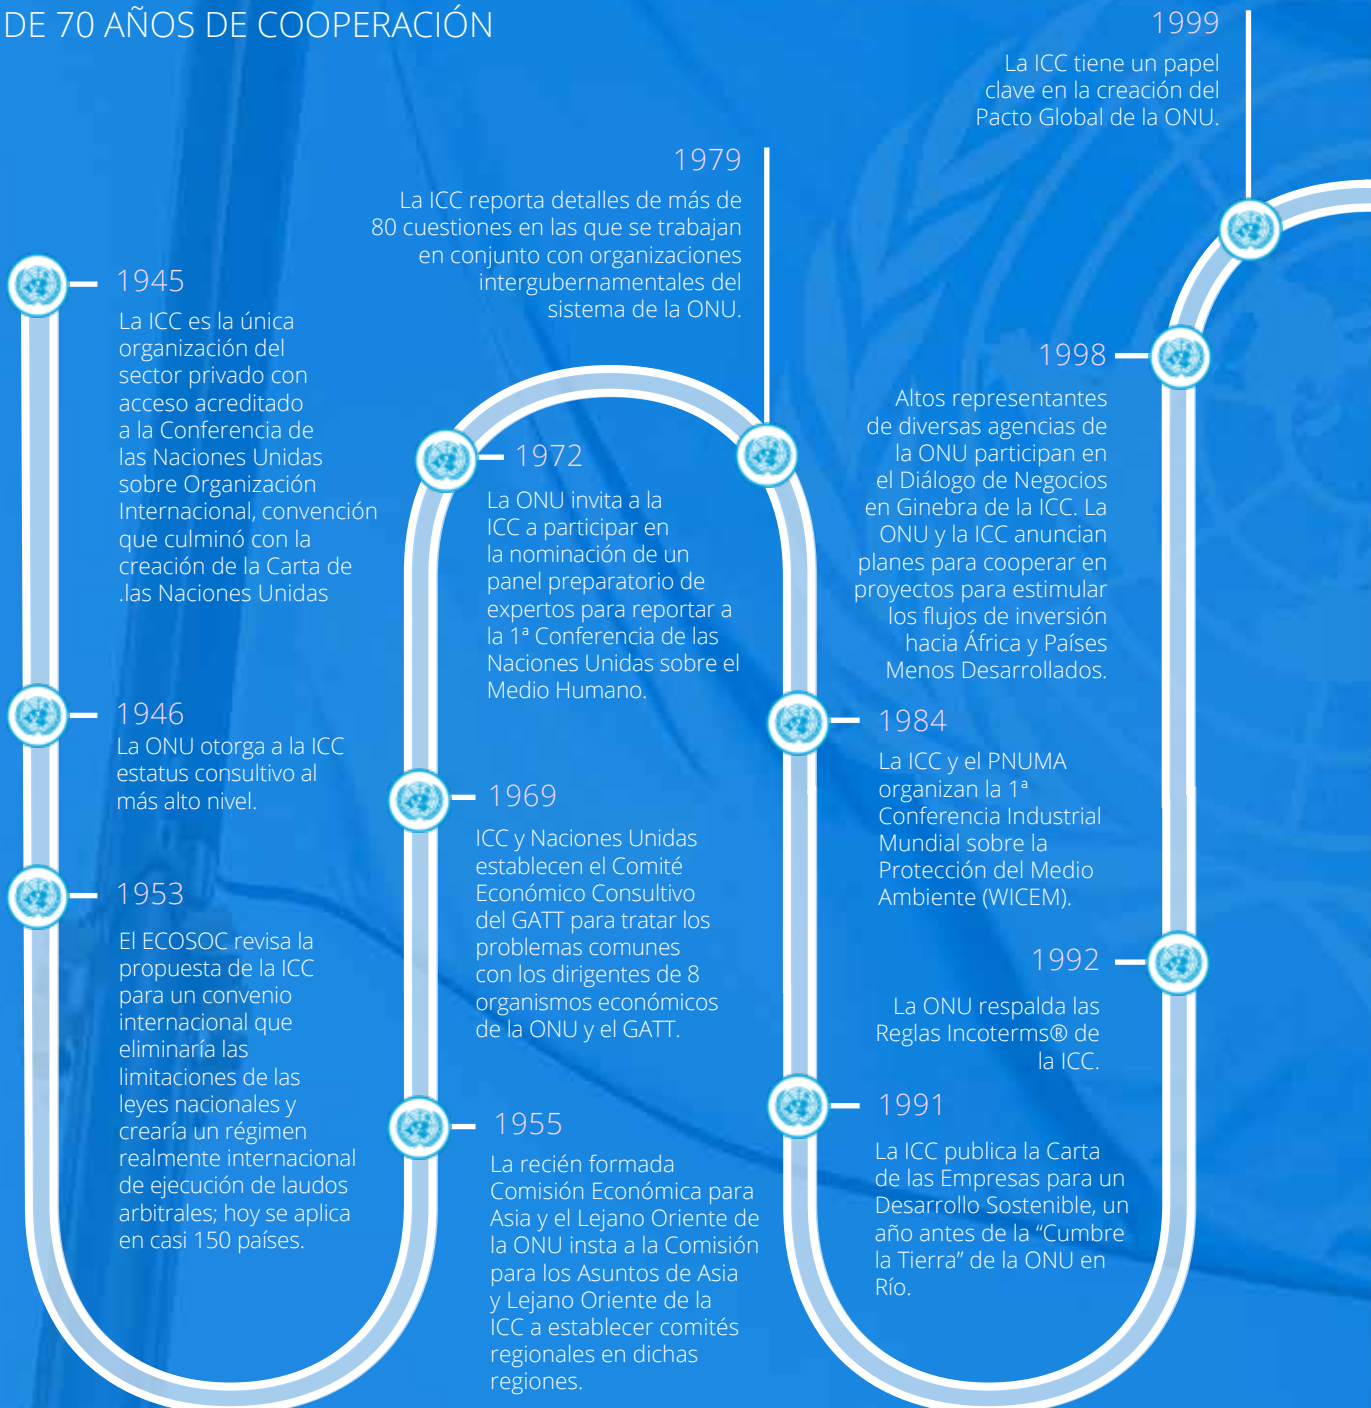 DE 70 AÑOS DE COOPERACIÓN
1945
La ICC es la única
organización del
sector privado con
acceso acreditado
a la Conferencia de
las Naciones Unidas
sobre Organización
Internacional, convención
que culminó con la
creación de la Carta de
.las Naciones Unidas
1946
La ONU otorga a la ICC
estatus consultivo al
más alto nivel.
1953
El ECOSOC revisa la
propuesta de la ICC
para un convenio
internacional que
eliminaría las
limitaciones de las
leyes nacionales y
crearía un régimen
realmente internacional
de ejecución de laudos
arbitrales; hoy se aplica
en casi 150 países.
1955
La recién formada
Comisión Económica para
Asia y el Lejano Oriente de
la ONU insta a la Comisión
para los Asuntos de Asia
y Lejano Oriente de la
ICC a establecer comités
regionales en dichas
regiones.
1969
ICC y Naciones Unidas
establecen el Comité
Económico Consultivo
del GATT para tratar los
problemas comunes
con los dirigentes de 8
organismos económicos
de la ONU y el GATT.
1972
La ONU invita a la
ICC a participar en
la nominación de un
panel preparatorio de
expertos para reportar a
la 1ª Conferencia de las
Naciones Unidas sobre el
Medio Humano.
1979
La ICC reporta detalles de más de
80 cuestiones en las que se trabajan
en conjunto con organizaciones
intergubernamentales del
sistema de la ONU.
1984
La ICC y el PNUMA
organizan la 1ª
Conferencia Industrial
Mundial sobre la
Protección del Medio
Ambiente (WICEM).
1991
La ICC publica la Carta
de las Empresas para un
Desarrollo Sostenible, un
año antes de la “Cumbre
la Tierra” de la ONU en
Río.
1992
La ONU respalda las
Reglas Incoterms® de
la ICC.
1998
Altos representantes
de diversas agencias de
la ONU participan en
el Diálogo de Negocios
en Ginebra de la ICC. La
ONU y la ICC anuncian
planes para cooperar en
proyectos para estimular
los flujos de inversión
hacia África y Países
Menos Desarrollados.
1999
La ICC tiene un papel
clave en la creación del
Pacto Global de la ONU.